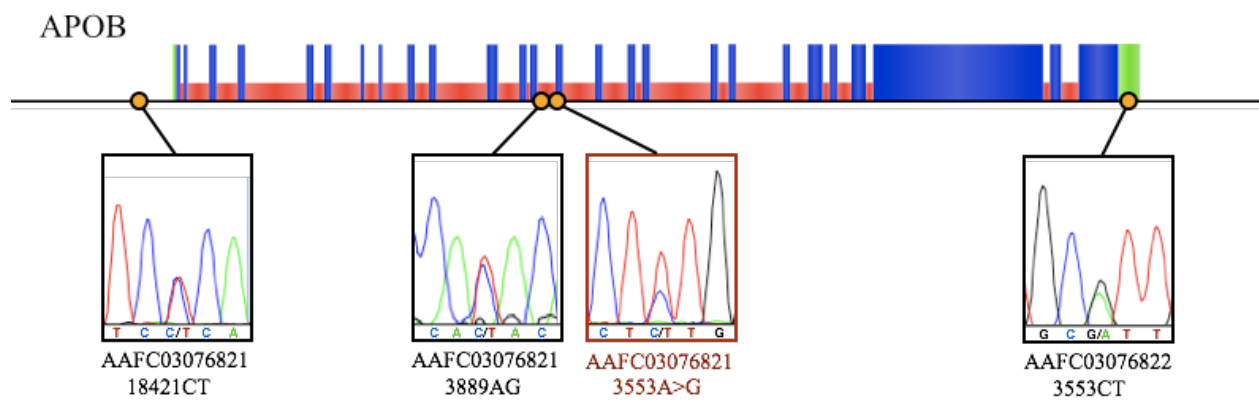 APOB
T C C/T C A
C A C/T A C
C T C/T T G
G C G/A T T
AAFC03076821
18421CT
AAFC03076821
3889AG
AAFC03076821
3553A>G
AAFC03076822
3553CT